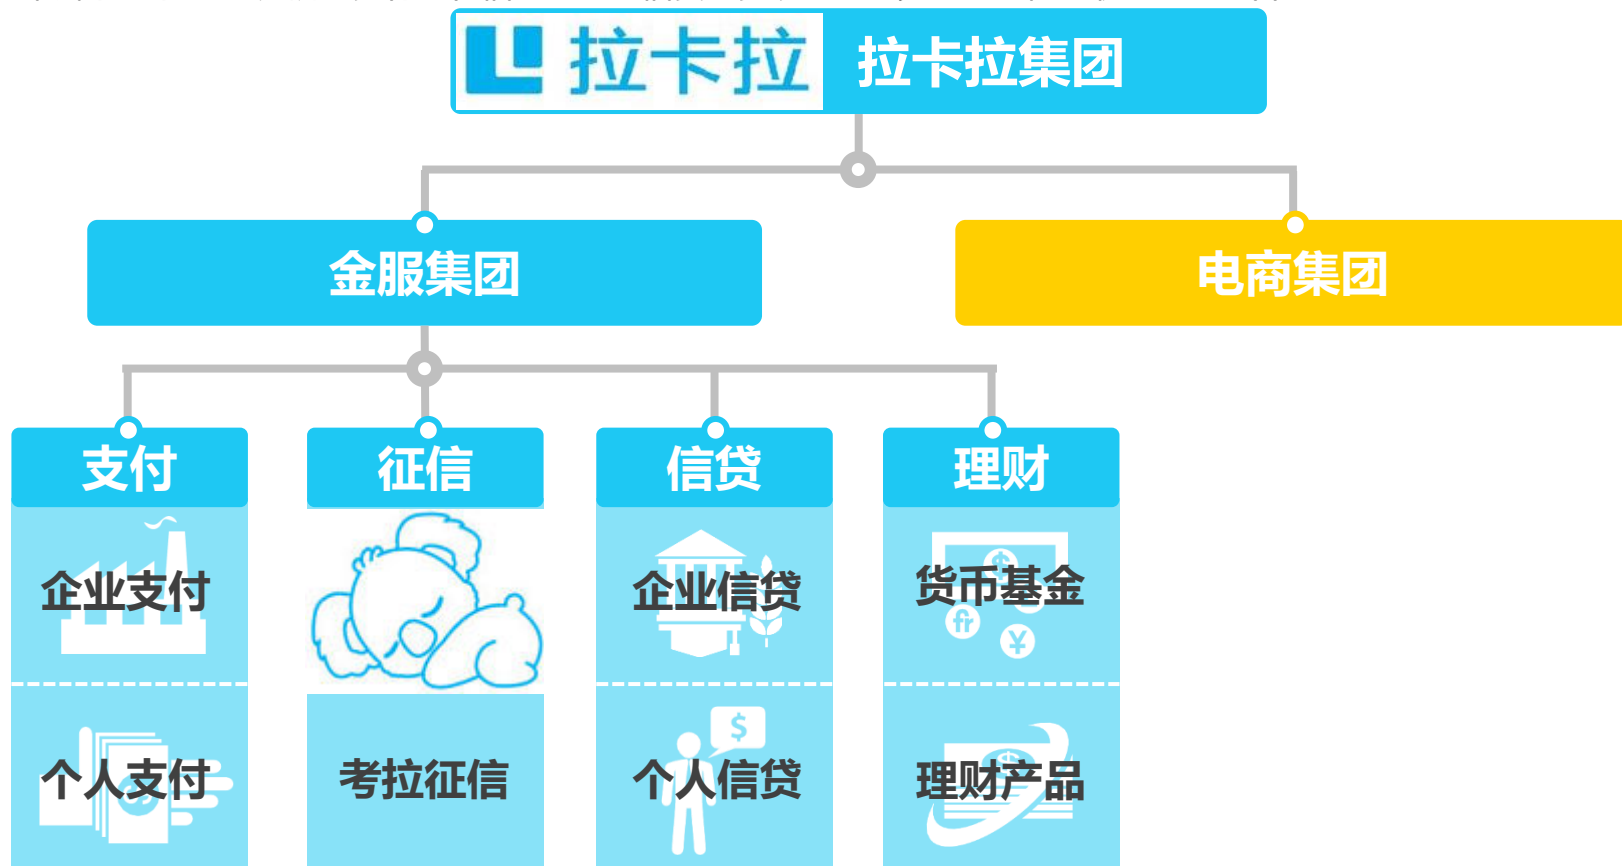 拉卡拉 拉卡拉集团
金服集团 电商集团
支付 征信 信贷 理财
企业支付 企业信贷 货币基金
$
fr
¥
$
个人支付 考拉征信 个人信贷 理财产品
$